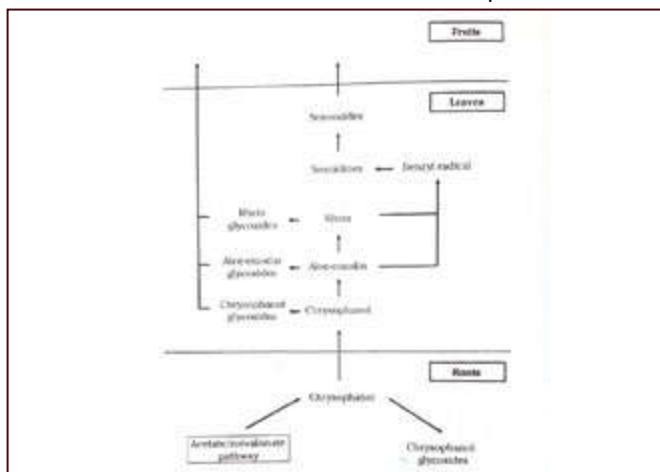 Fruits
Leaves
Sennosides
Sennidines
Benzyl radical
Rhein
glycosides
Rhein
Aloe-emodin
glycosides
Aloe-emodin
Chrysophanol
glycosides
Chrysophanol
Roots
Chrysophanol
Acetate/mevalonate
pathway
Chrysophanol
glycosides